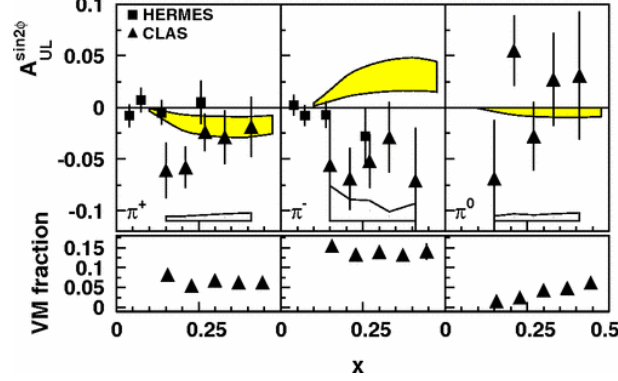 0.1
HERMES
CLAS
A_UL^sin2ϕ
0.05
0
-0.05
-0.1
π+
π-
π0
VM fraction
0.15
0.1
0.05
0
0
0.25
0
0.25
0
0.25
0.5
x